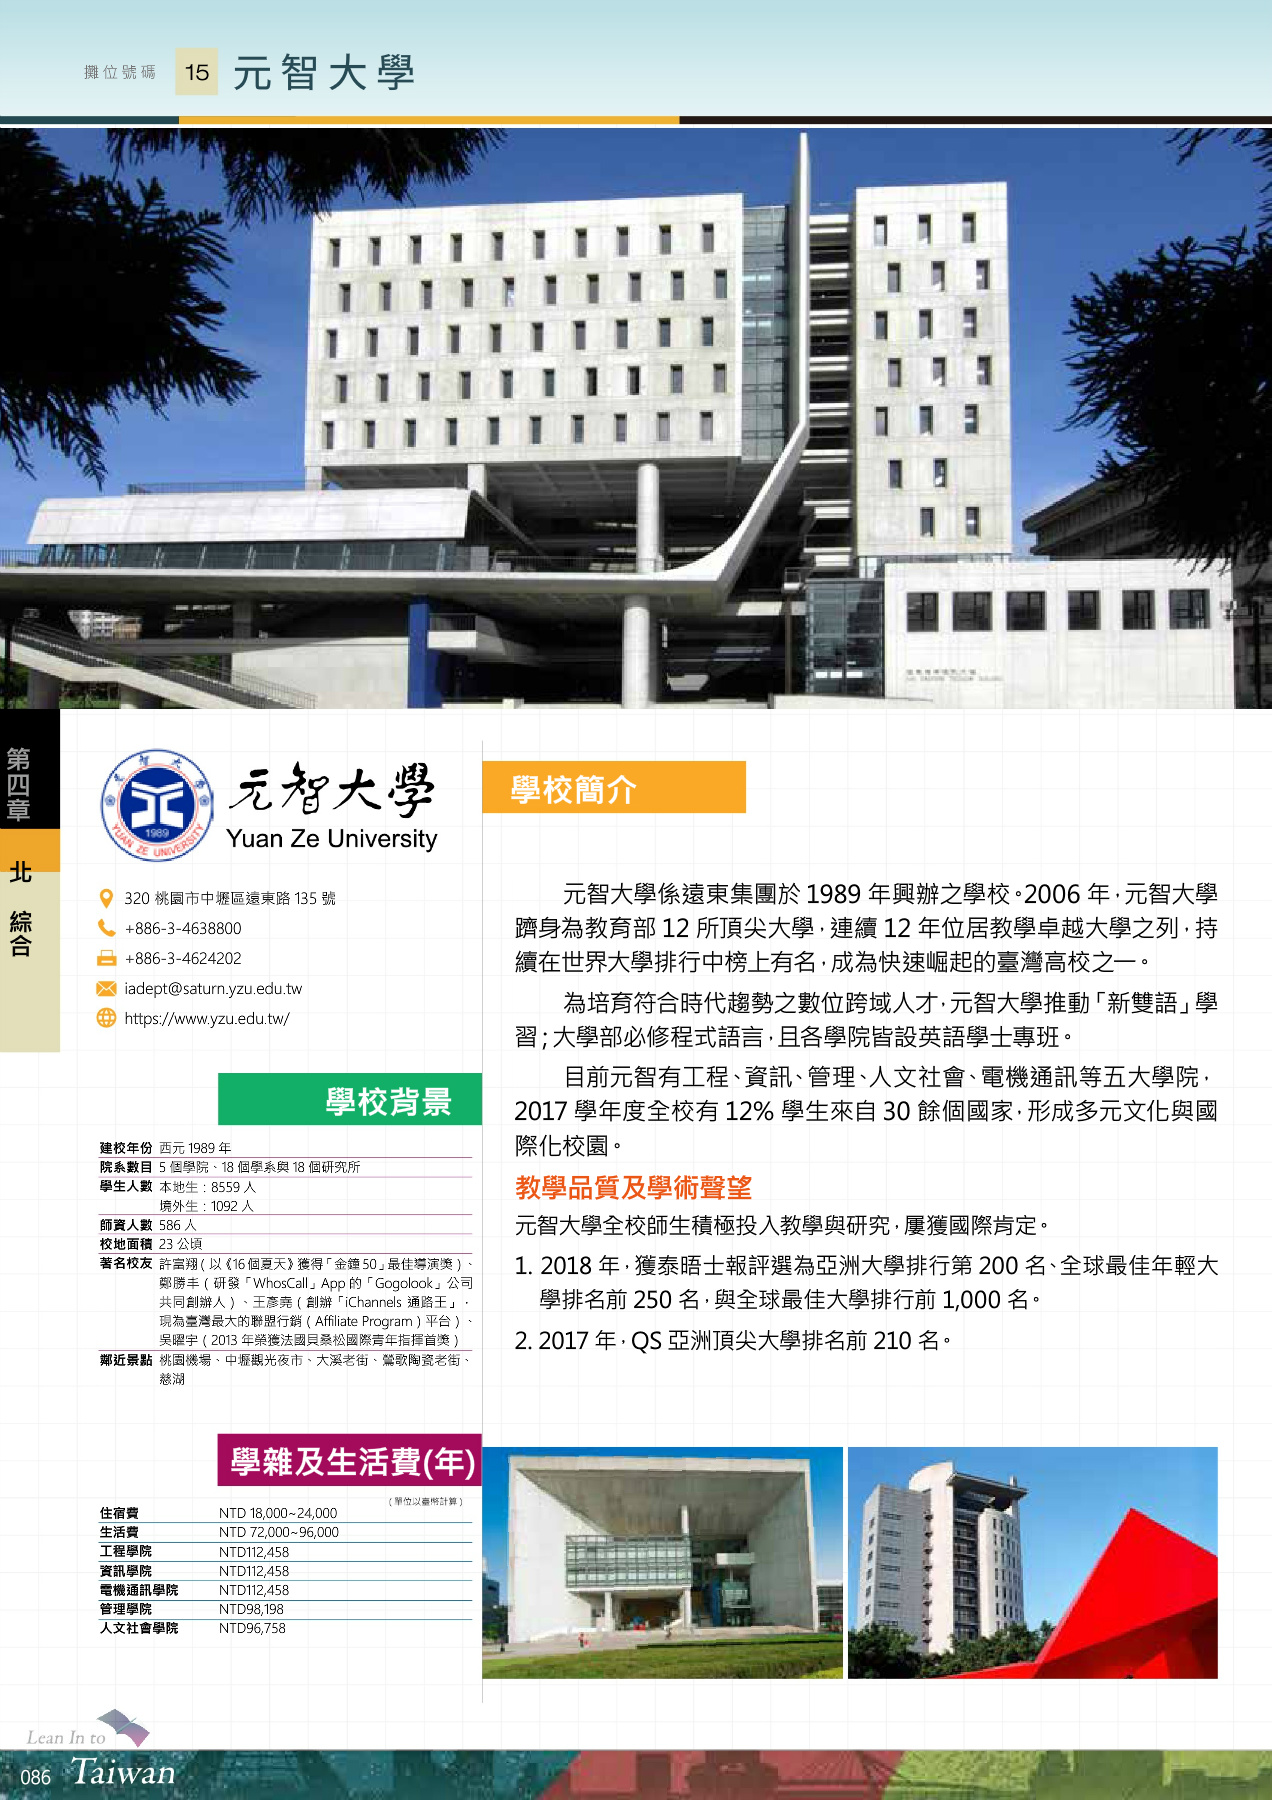 攤位號碼 15 元智大學
第四章
北
綜合
元智大學
YUAN ZE UNIVERSITY
1989
元智大學
Yuan Ze University
320 桃園市中壢區遠東路 135 號
+886-3-4638800
+886-3-4624202
iadept@saturn.yzu.edu.tw
https://www.yzu.edu.tw/
學校背景
建校年份 西元 1989 年
院系數目 5 個學院、18 個學系與 18 個研究所
學生人數 本地生：8559 人
境外生：1092 人
師資人數 586 人
校地面積 23 公頃
著名校友 許富翔（以《16 個夏天》獲得「金鐘 50」最佳導演獎）、
鄭勝丰（研發「WhosCall」App 的「Gogolook」公司
共同創辦人）、王彥堯（創辦「iChannels 通路王」，
現為臺灣最大的聯盟行銷（Affiliate Program）平台）、
吳曜宇（2013 年榮獲法國貝桑松國際青年指揮首獎）
鄰近景點 桃園機場、中壢觀光夜市、大溪老街、鶯歌陶瓷老街、
慈湖
學雜及生活費(年)
（單位以臺幣計算）
住宿費 NTD 18,000~24,000
生活費 NTD 72,000~96,000
工程學院 NTD112,458
資訊學院 NTD112,458
電機通訊學院 NTD112,458
管理學院 NTD98,198
人文社會學院 NTD96,758
學校簡介
元智大學係遠東集團於 1989 年興辦之學校。2006 年，元智大學
躋身為教育部 12 所頂尖大學，連續 12 年位居教學卓越大學之列，持
續在世界大學排行中榜上有名，成為快速崛起的臺灣高校之一。
為培育符合時代趨勢之數位跨域人才，元智大學推動「新雙語」學
習；大學部必修程式語言，且各學院皆設英語學士專班。
目前元智有工程、資訊、管理、人文社會、電機通訊等五大學院，
2017 學年度全校有 12% 學生來自 30 餘個國家，形成多元文化與國
際化校園。
教學品質及學術聲望
元智大學全校師生積極投入教學與研究，屢獲國際肯定。
1. 2018 年，獲泰晤士報評選為亞洲大學排行第 200 名、全球最佳年輕大
學排名前 250 名，與全球最佳大學排行前 1,000 名。
2. 2017 年，QS 亞洲頂尖大學排名前 210 名。
Lean In to
086 Taiwan